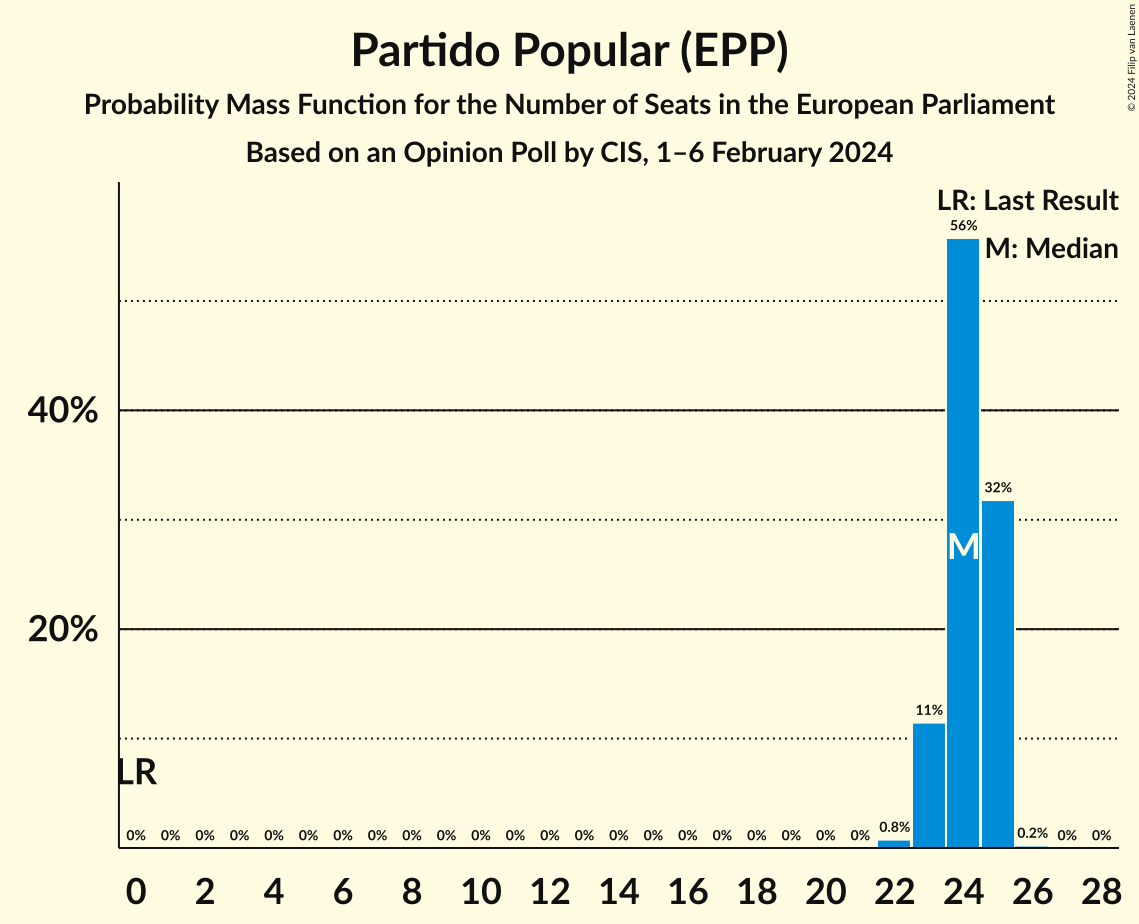 Partido Popular (EPP)
Probability Mass Function for the Number of Seats in the European Parliament
Based on an Opinion Poll by CIS, 1–6 February 2024
© 2024 Filip van Laenen
LR: Last Result
M: Median
56%
40%
32%
M
20%
11%
LR
0% 0% 0% 0% 0% 0% 0% 0% 0% 0% 0% 0% 0% 0% 0% 0% 0% 0% 0% 0% 0% 0% 0.8% 0.2% 0% 0%
0 2 4 6 8 10 12 14 16 18 20 22 24 26 28